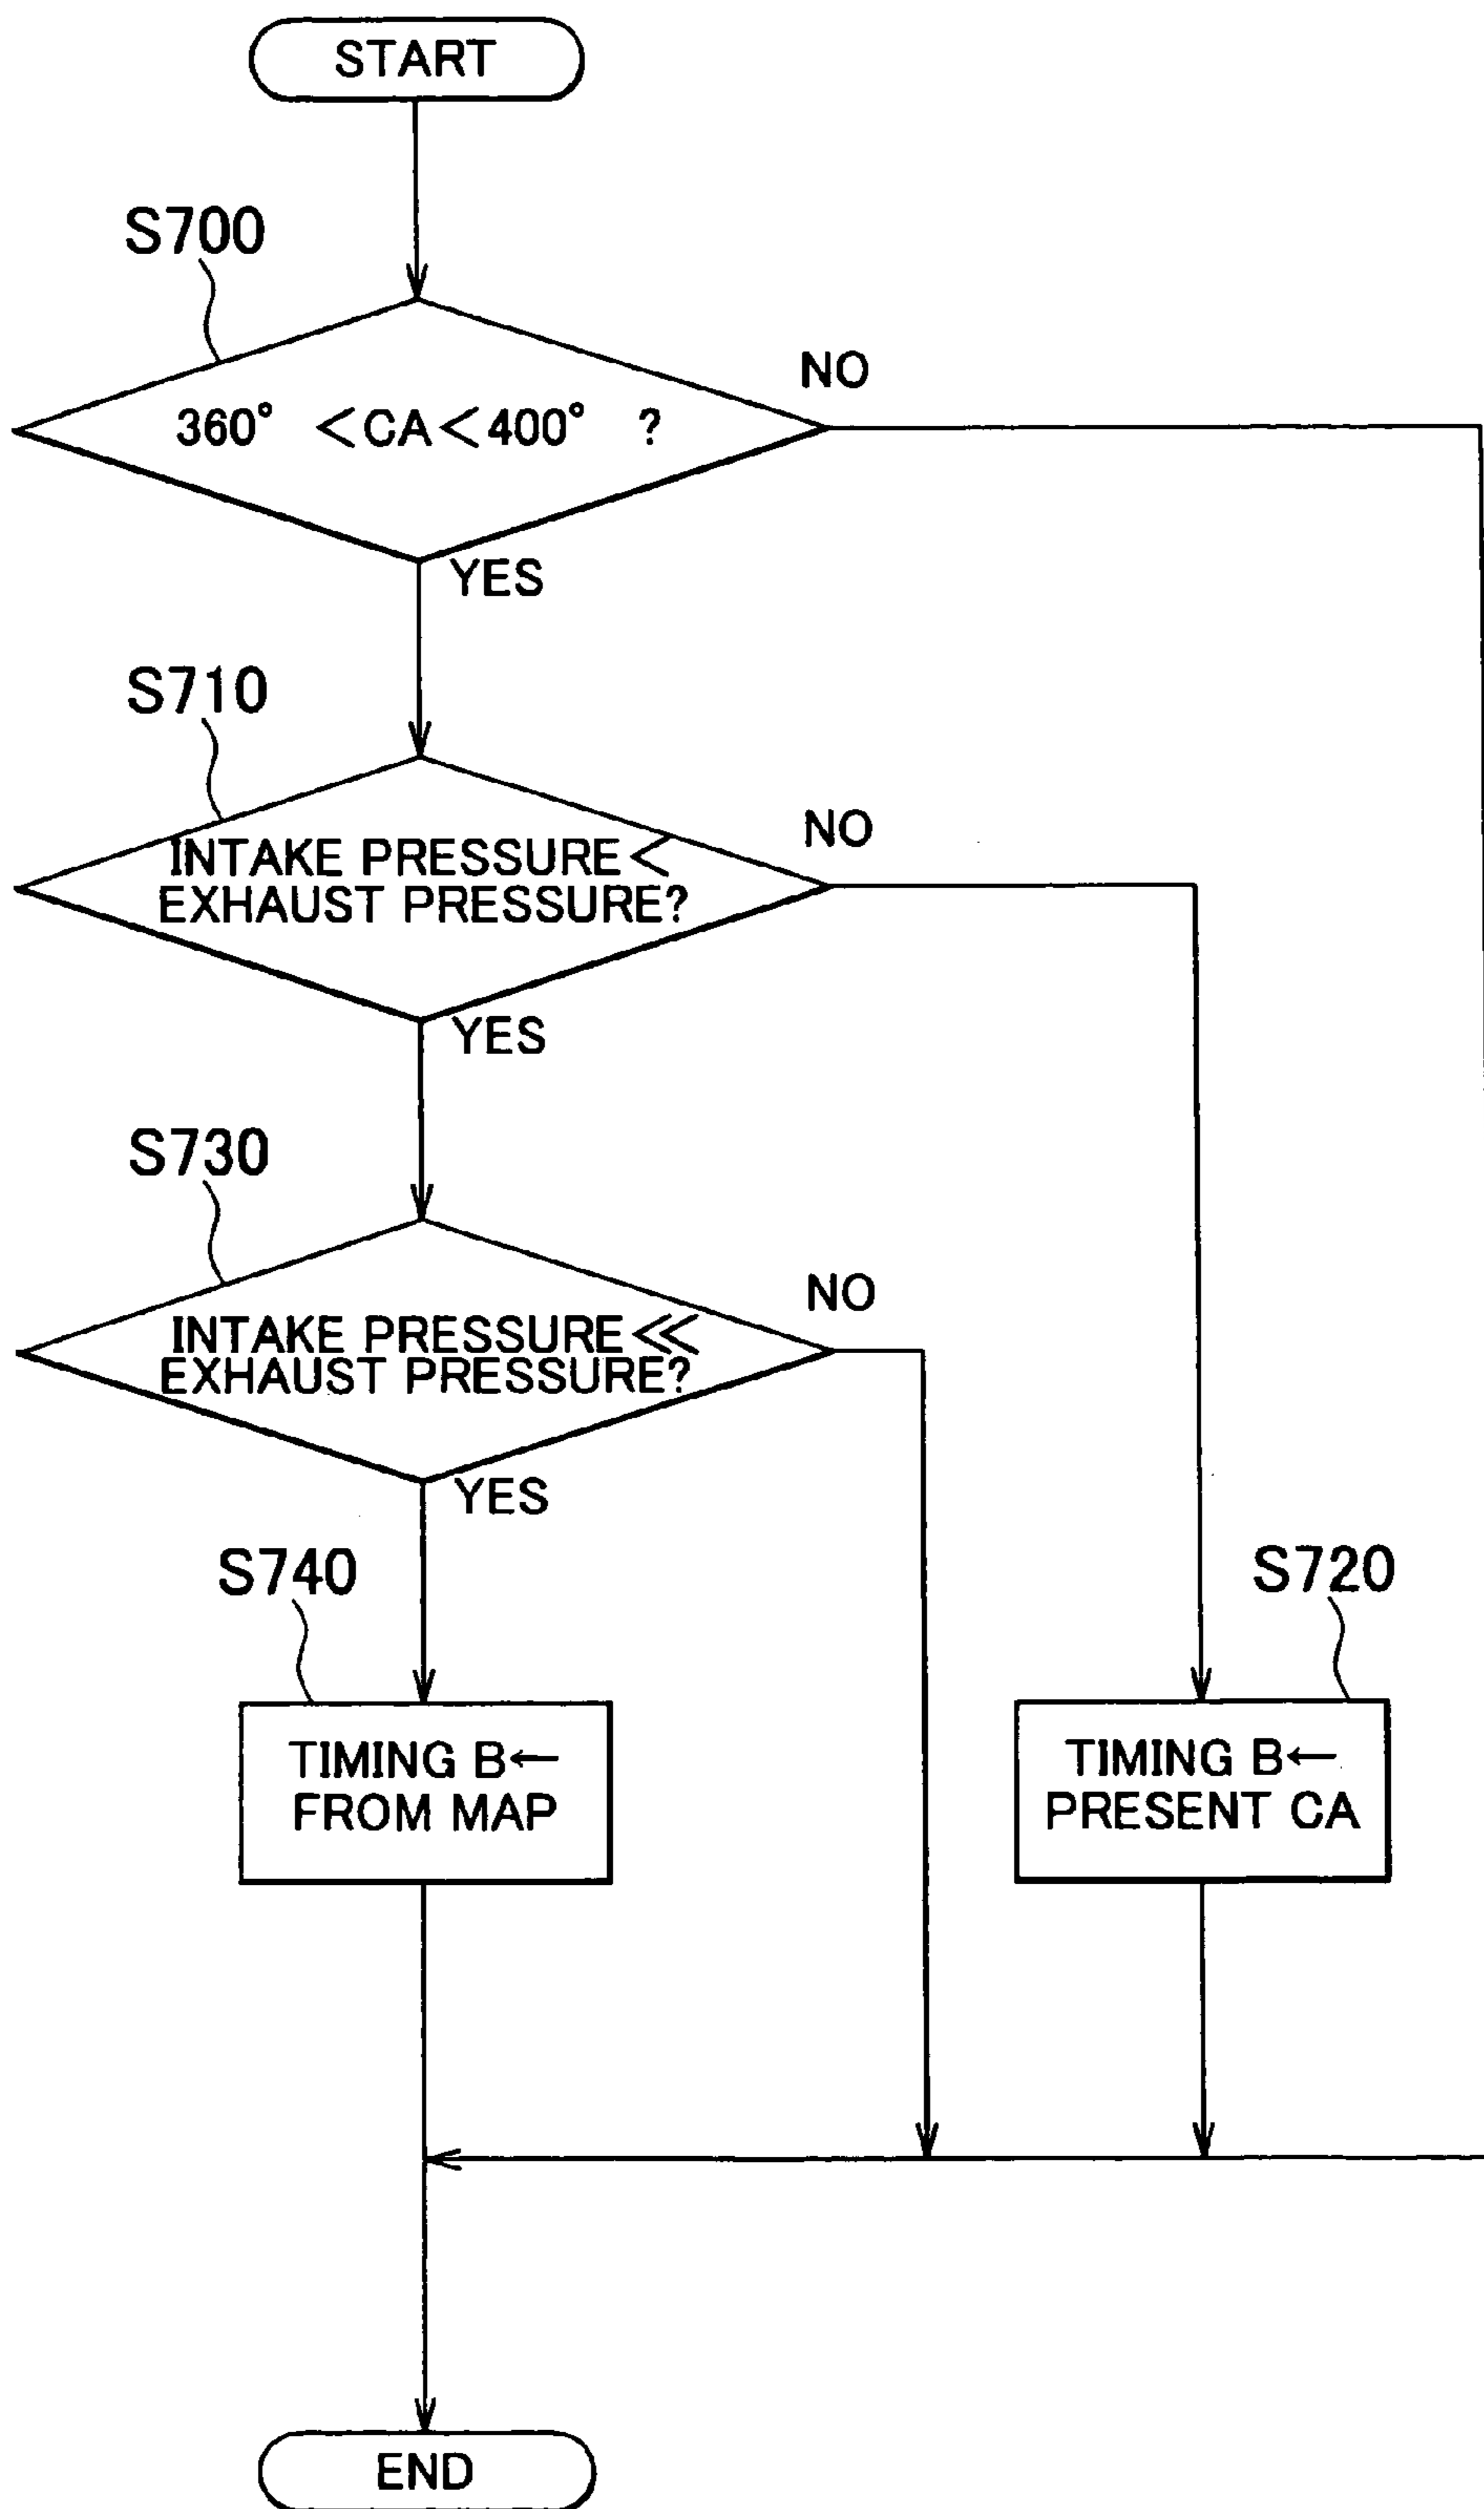 START
S700
NO
360° <CA<400° ?
YES
S710
NO
INTAKE PRESSURE<
EXHAUST PRESSURE?
YES
S730
NO
INTAKE PRESSURE≪
EXHAUST PRESSURE?
YES
S740
S720
TIMING B←
FROM MAP
TIMING B←
PRESENT CA
END